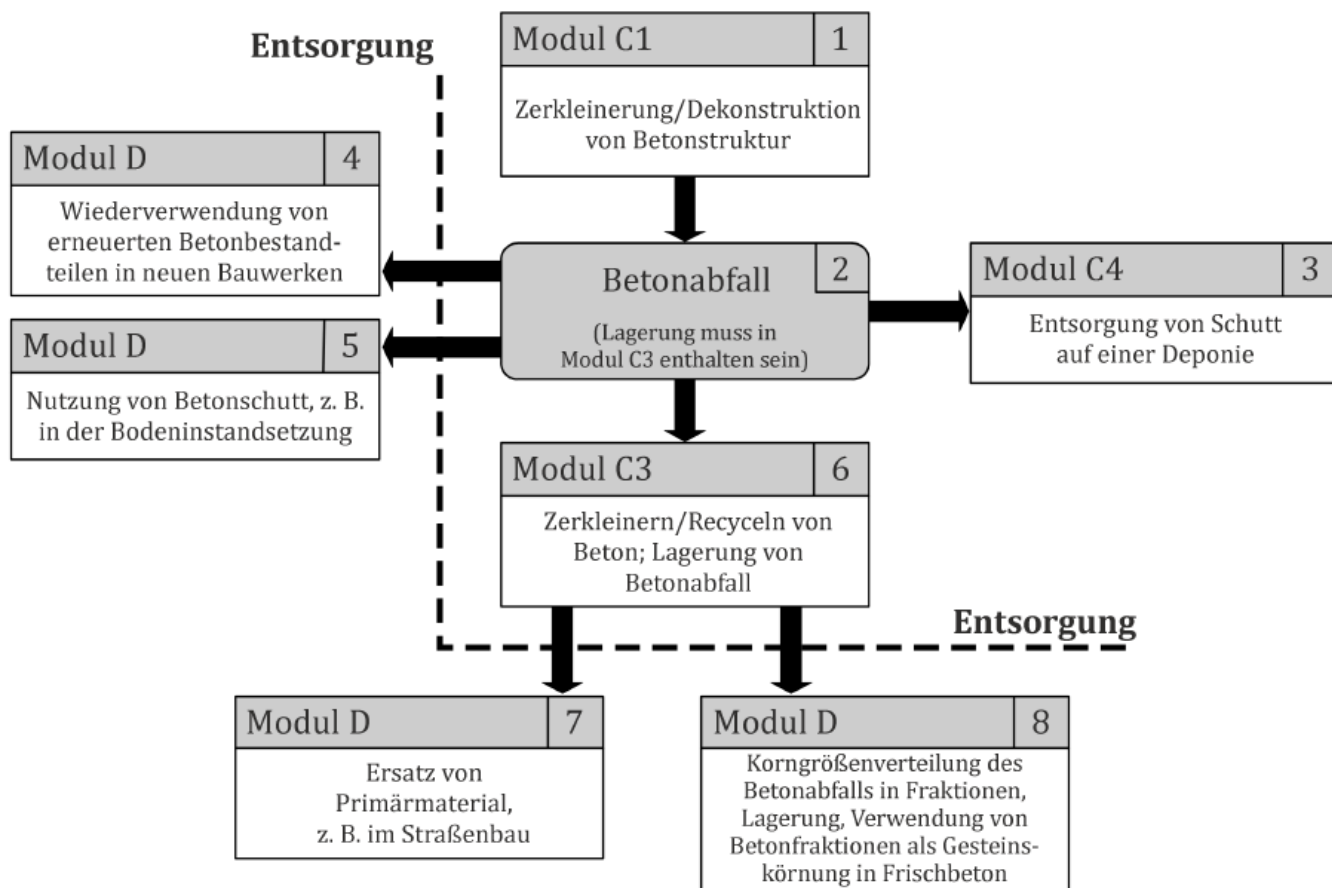 Entsorgung
Modul C1 1
Zerkleinerung/Dekonstruktion
von Betonstruktur
Modul D 4
Wiederverwendung von
erneuerten Betonbestand-
teilen in neuen Bauwerken
Betonabfall 2
(Lagerung muss in
Modul C3 enthalten sein)
Modul C4 3
Entsorgung von Schutt
auf einer Deponie
Modul D 5
Nutzung von Betonschutt, z. B.
in der Bodeninstandsetzung
Modul C3 6
Zerkleinern/Recyceln von
Beton; Lagerung von
Betonabfall
Entsorgung
Modul D 7
Ersatz von
Primärmaterial,
z. B. im Straßenbau
Modul D 8
Korngrößenverteilung des
Betonabfalls in Fraktionen,
Lagerung, Verwendung von
Betonfraktionen als Gesteins-
körnung in Frischbeton